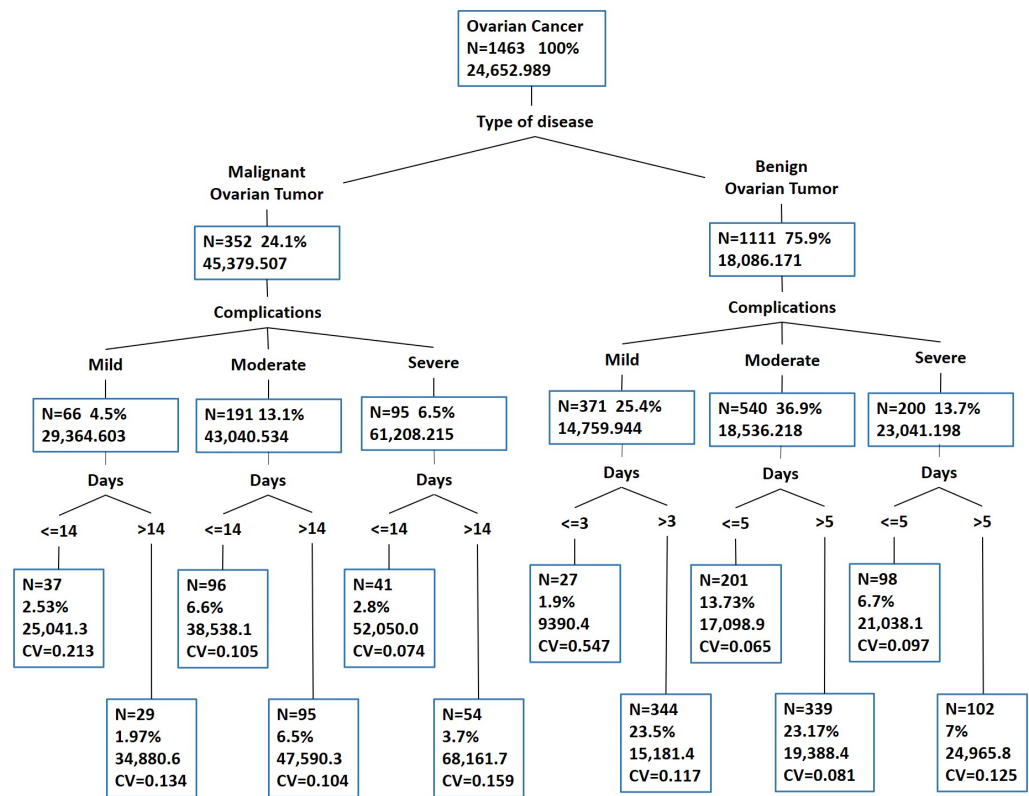 Ovarian Cancer
N=1463 100%
24,652.989
Type of disease
Malignant
Ovarian Tumor
N=352 24.1%
45,379.507
Complications
Mild
N=66 4.5%
29,364.603
Days
<=14
N=37
2.53%
25,041.3
CV=0.213
>14
N=29
1.97%
34,880.6
CV=0.134
Moderate
N=191 13.1%
43,040.534
Days
<=14
N=96
6.6%
38,538.1
CV=0.105
>14
N=95
6.5%
47,590.3
CV=0.104
Severe
N=95 6.5%
61,208.215
Days
<=14
N=41
2.8%
52,050.0
CV=0.074
>14
N=54
3.7%
68,161.7
CV=0.159
Benign
Ovarian Tumor
N=1111 75.9%
18,086.171
Complications
Mild
N=371 25.4%
14,759.944
Days
<=3
N=27
1.9%
9390.4
CV=0.547
>3
N=344
23.5%
15,181.4
CV=0.117
Moderate
N=540 36.9%
18,536.218
Days
<=5
N=201
13.73%
17,098.9
CV=0.065
>5
N=339
23.17%
19,388.4
CV=0.081
Severe
N=200 13.7%
23,041.198
Days
<=5
N=98
6.7%
21,038.1
CV=0.097
>5
N=102
7%
24,965.8
CV=0.125